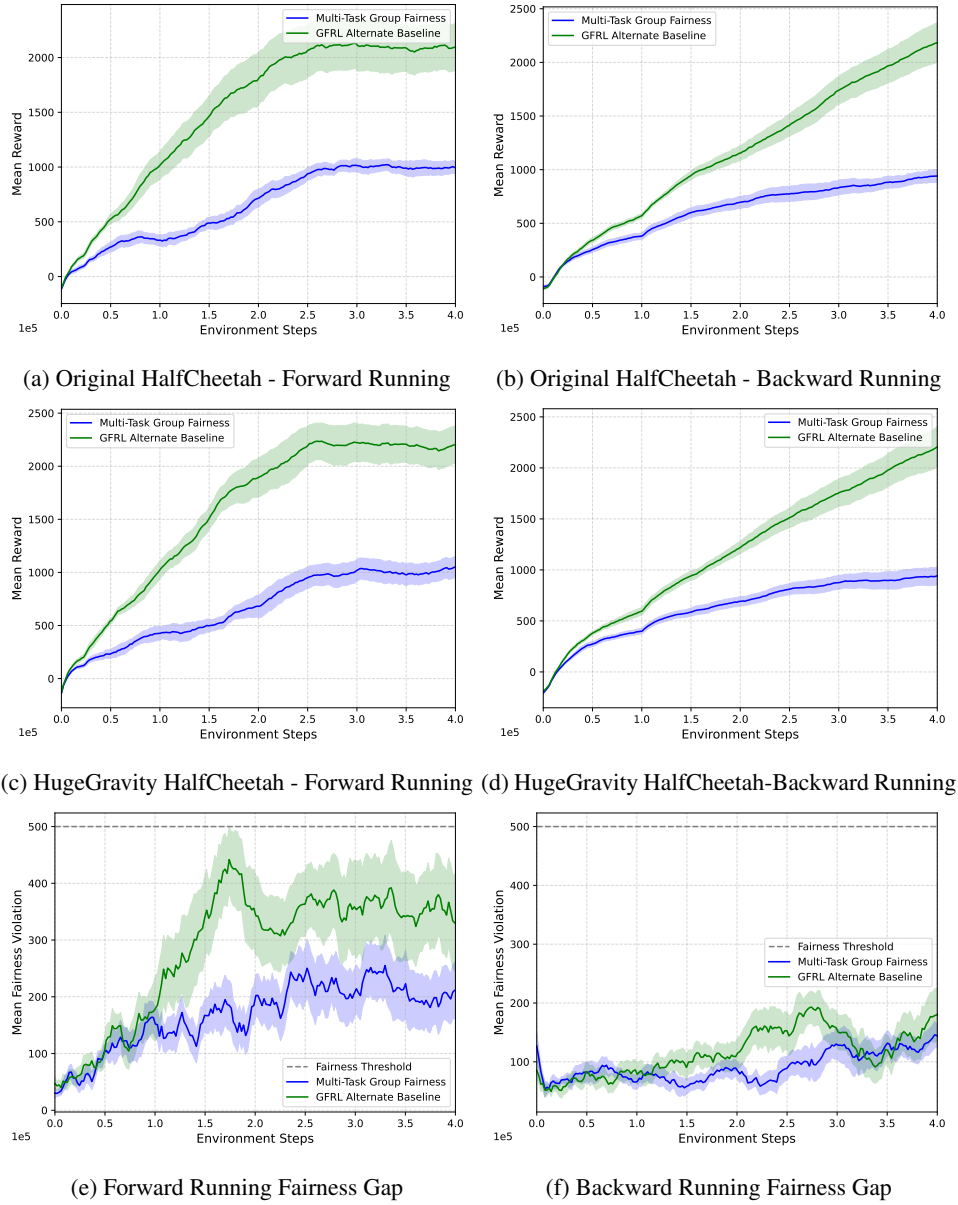 Multi-Task Group Fairness
GFRL Alternate Baseline
Mean Reward
2000
1500
1000
500
0
0.0 0.5 1.0 1.5 2.0 2.5 3.0 3.5 4.0
1e5
Environment Steps
(a) Original HalfCheetah - Forward Running
Multi-Task Group Fairness
GFRL Alternate Baseline
Mean Reward
2500
2000
1500
1000
500
0
0.0 0.5 1.0 1.5 2.0 2.5 3.0 3.5 4.0
1e5
Environment Steps
(b) Original HalfCheetah - Backward Running
Multi-Task Group Fairness
GFRL Alternate Baseline
Mean Reward
2500
2000
1500
1000
500
0
0.0 0.5 1.0 1.5 2.0 2.5 3.0 3.5 4.0
1e5
Environment Steps
(c) HugeGravity HalfCheetah - Forward Running
Multi-Task Group Fairness
GFRL Alternate Baseline
Mean Reward
2500
2000
1500
1000
500
0
0.0 0.5 1.0 1.5 2.0 2.5 3.0 3.5 4.0
1e5
Environment Steps
(d) HugeGravity HalfCheetah-Backward Running
Mean Fairness Violation
500
400
300
200
100
0
Fairness Threshold
Multi-Task Group Fairness
GFRL Alternate Baseline
0.0 0.5 1.0 1.5 2.0 2.5 3.0 3.5 4.0
1e5
Environment Steps
(e) Forward Running Fairness Gap
Mean Fairness Violation
500
400
300
200
100
Fairness Threshold
Multi-Task Group Fairness
GFRL Alternate Baseline
0.0 0.5 1.0 1.5 2.0 2.5 3.0 3.5 4.0
1e5
Environment Steps
(f) Backward Running Fairness Gap